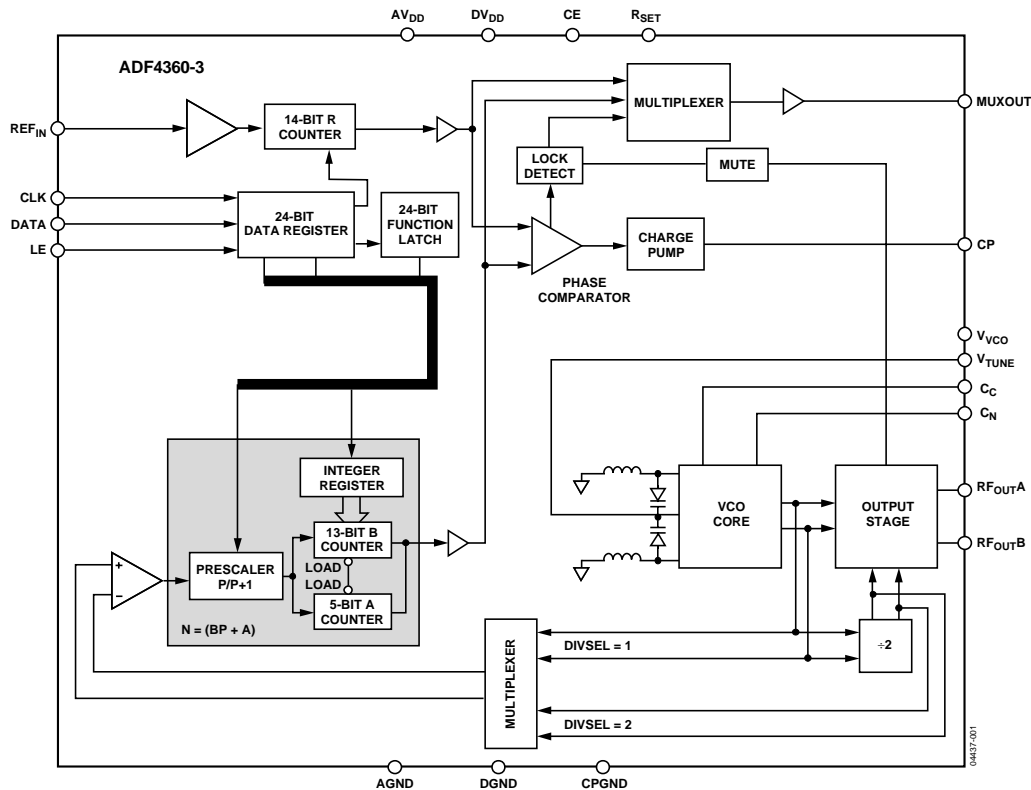 AVDD DVDD CE RSET
ADF4360-3
MULTIPLEXER
MUXOUT
REFIN
14-BIT R
COUNTER
LOCK
DETECT
MUTE
CLK
DATA
LE
24-BIT
DATA REGISTER
24-BIT
FUNCTION
LATCH
CHARGE
PUMP
CP
PHASE
COMPARATOR
VVCO
VTUNE
CC
CN
INTEGER
REGISTER
13-BIT B
COUNTER
LOAD
LOAD
5-BIT A
COUNTER
PRESCALER
P/P+1
+
−
N = (BP + A)
VCO
CORE
OUTPUT
STAGE
RFOUTA
RFOUTB
MULTIPLEXER
DIVSEL = 1
÷2
DIVSEL = 2
04437-001
AGND DGND CPGND